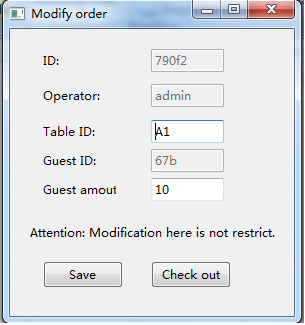 Modify order
ID: 790f2
Operator: admin
Table ID: A1
Guest ID: 67b
Guest amout 10
Attention: Modification here is not restrict.
Save Check out